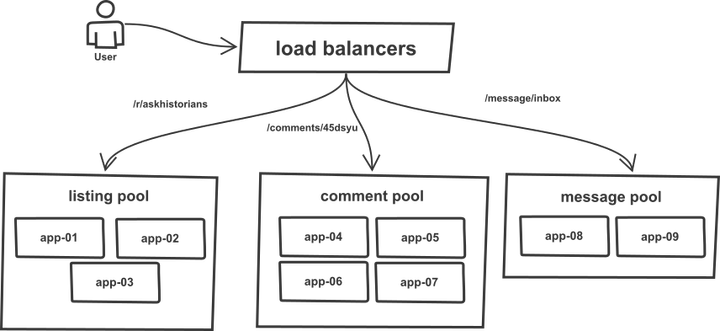 User
load balancers
/r/askhistorians
/comments/45dsyu
/message/inbox
listing pool
app-01
app-02
app-03
comment pool
app-04
app-05
app-06
app-07
message pool
app-08
app-09